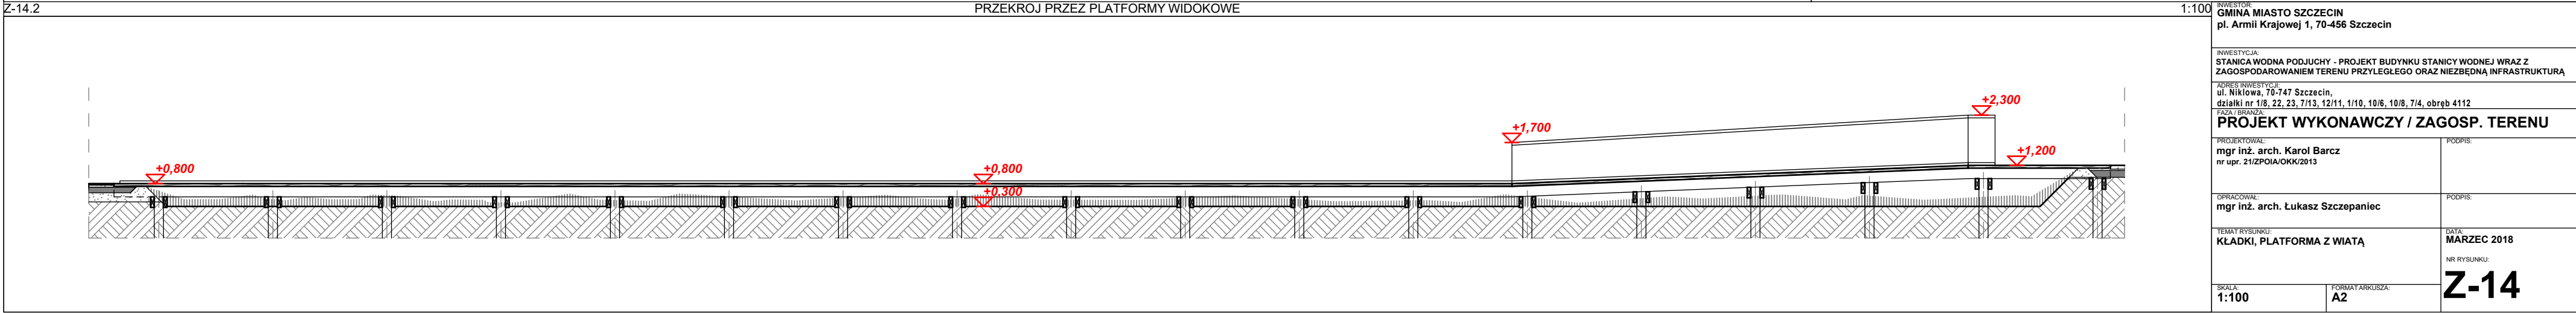 Z-14.2
PRZEKRÓJ PRZEZ PLATFORMY WIDOKOWE
1:100
+0,800
+0,800
+0,300
+1,700
+2,300
+1,200
INWESTOR:
GMINA MIASTO SZCZECIN
pl. Armii Krajowej 1, 70-456 Szczecin
INWESTYCJA:
STANICA WODNA PODJUCHY - PROJEKT BUDYNKU STANICY WODNEJ WRAZ Z
ZAGOSPODAROWANIEM TERENU PRZYLEGŁEGO ORAZ NIEZBĘDNĄ INFRASTRUKTURĄ
ADRES INWESTYCJI:
ul. Niklowa, 70-747 Szczecin,
działki nr 1/8, 22, 23, 7/13, 12/11, 1/10, 10/6, 10/8, 7/4, obręb 4112
FAZA / BRANŻA:
PROJEKT WYKONAWCZY / ZAGOSP. TERENU
PROJEKTOWAŁ:
mgr inż. arch. Karol Barcz
nr upr. 21/ZPOIA/OKK/2013
PODPIS:
OPRACOWAŁ:
mgr inż. arch. Łukasz Szczepaniec
PODPIS:
TEMAT RYSUNKU:
KŁADKI, PLATFORMA Z WIATĄ
DATA:
MARZEC 2018
NR RYSUNKU:
Z-14
SKALA:
1:100
FORMAT ARKUSZA:
A2